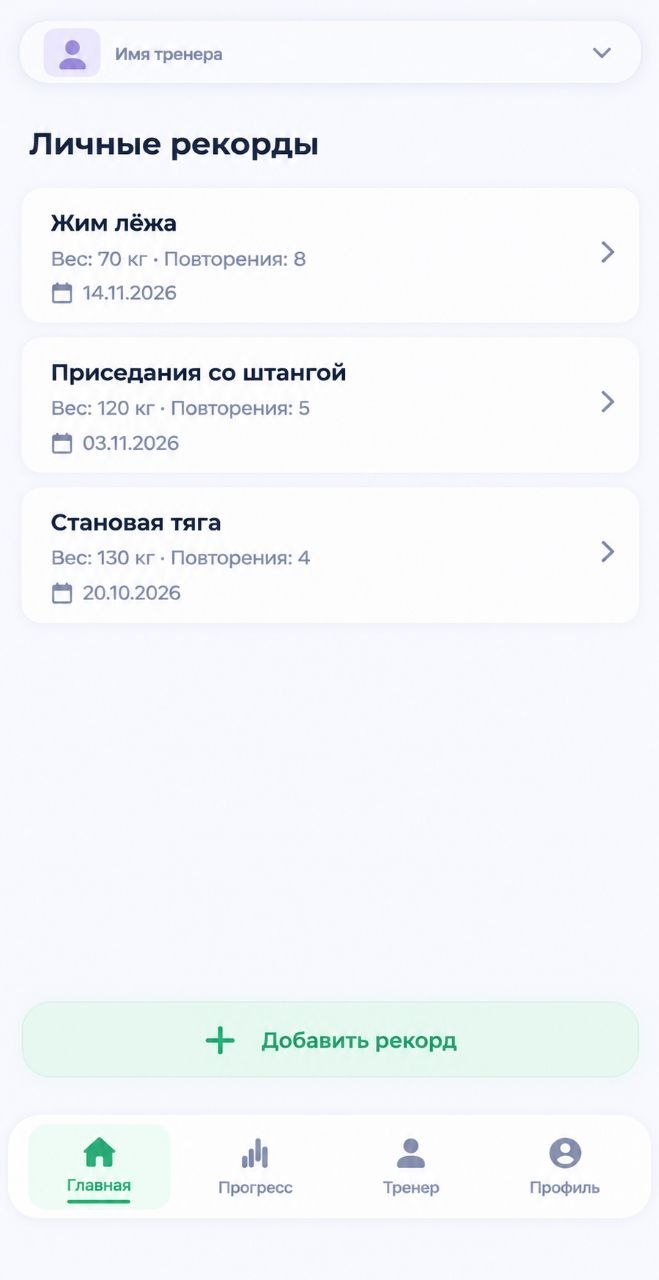 Имя тренера
Личные рекорды
Жим лёжа
Вес: 70 кг · Повторения: 8
14.11.2026
Приседания со штангой
Вес: 120 кг · Повторения: 5
03.11.2026
Становая тяга
Вес: 130 кг · Повторения: 4
20.10.2026
Добавить рекорд
Главная
Прогресс
Тренер
Профиль